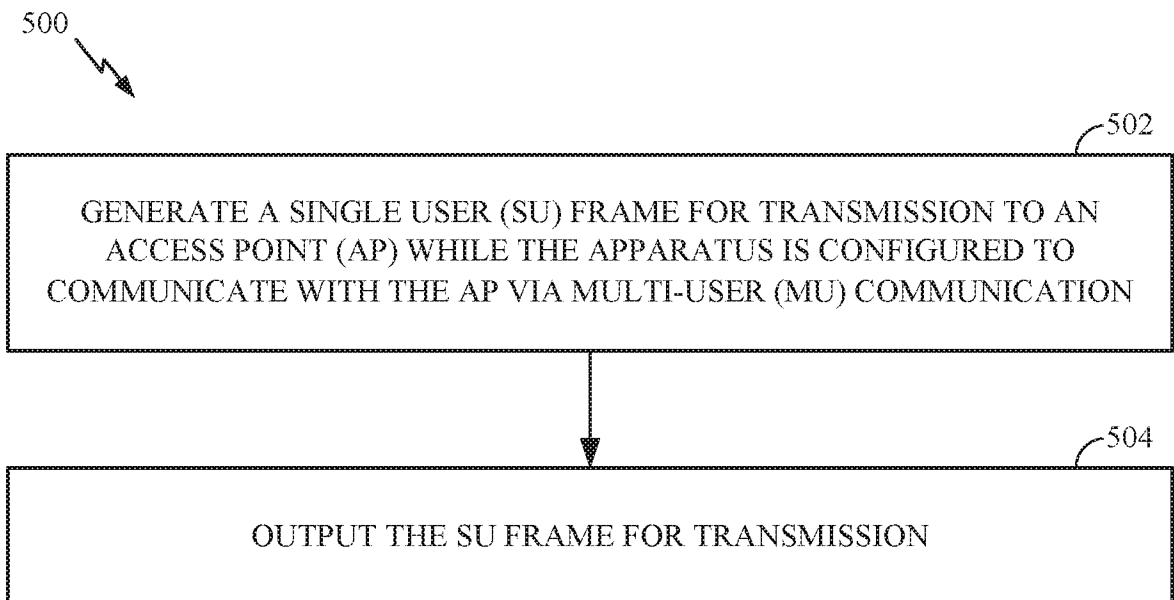 500
502
GENERATE A SINGLE USER (SU) FRAME FOR TRANSMISSION TO AN
ACCESS POINT (AP) WHILE THE APPARATUS IS CONFIGURED TO
COMMUNICATE WITH THE AP VIA MULTI-USER (MU) COMMUNICATION
504
OUTPUT THE SU FRAME FOR TRANSMISSION